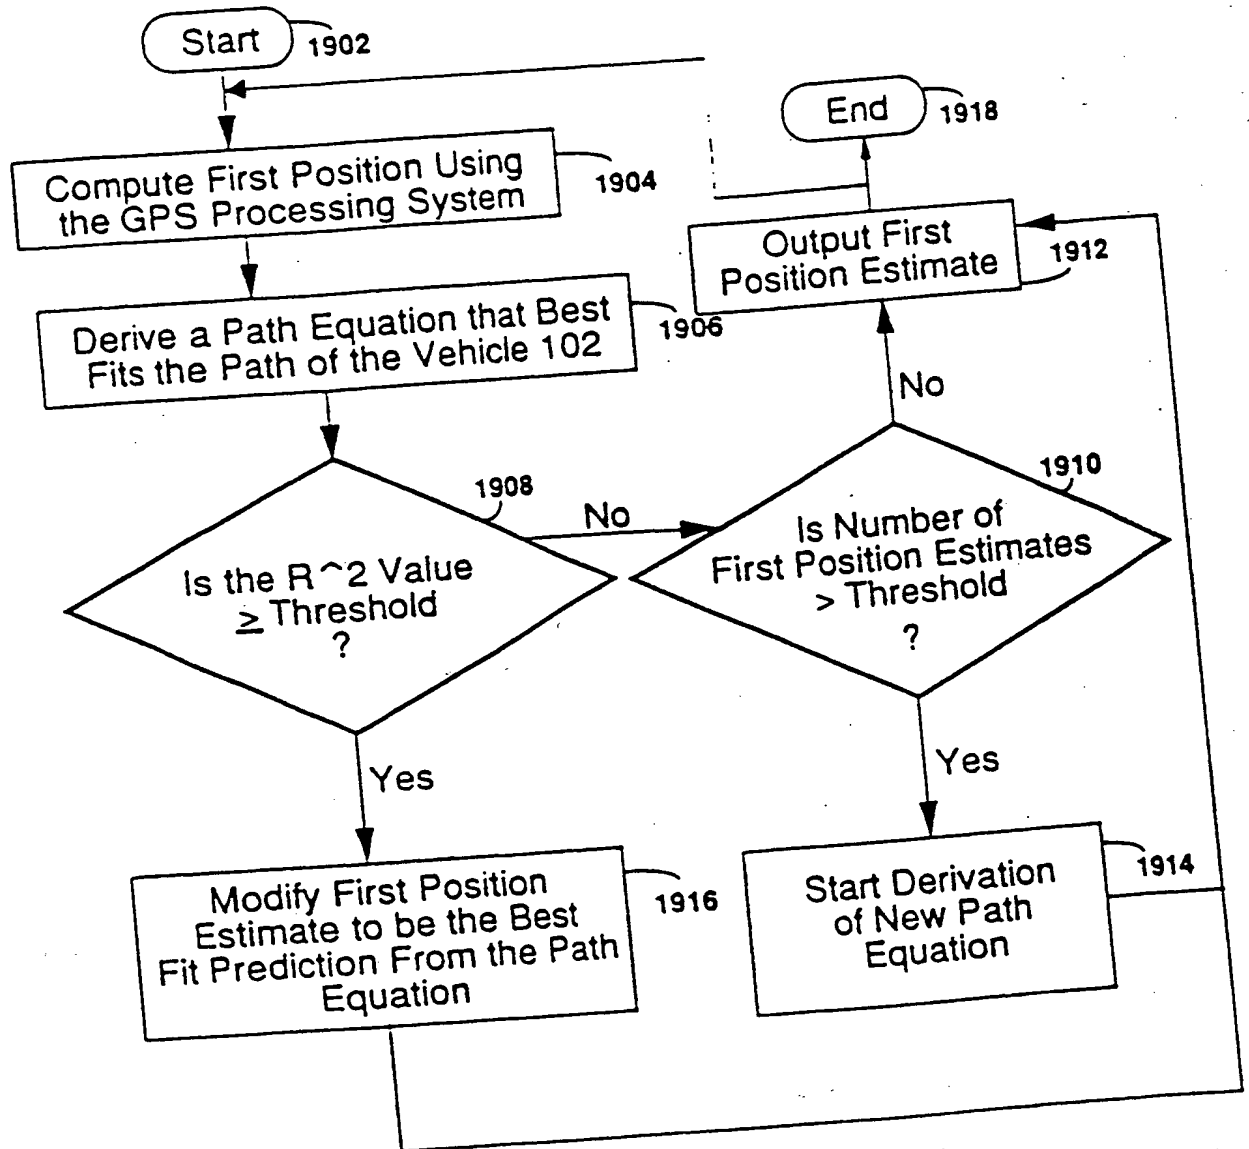 Start
1902
Compute First Position Using
the GPS Processing System
1904
Derive a Path Equation that Best
Fits the Path of the Vehicle 102
1906
Is the R^2 Value
≥ Threshold
?
1908
No
Yes
Modify First Position
Estimate to be the Best
Fit Prediction From the Path
Equation
1916
End
1918
Output First
Position Estimate
1912
No
Is Number of
First Position Estimates
> Threshold
?
1910
Yes
Start Derivation
of New Path
Equation
1914